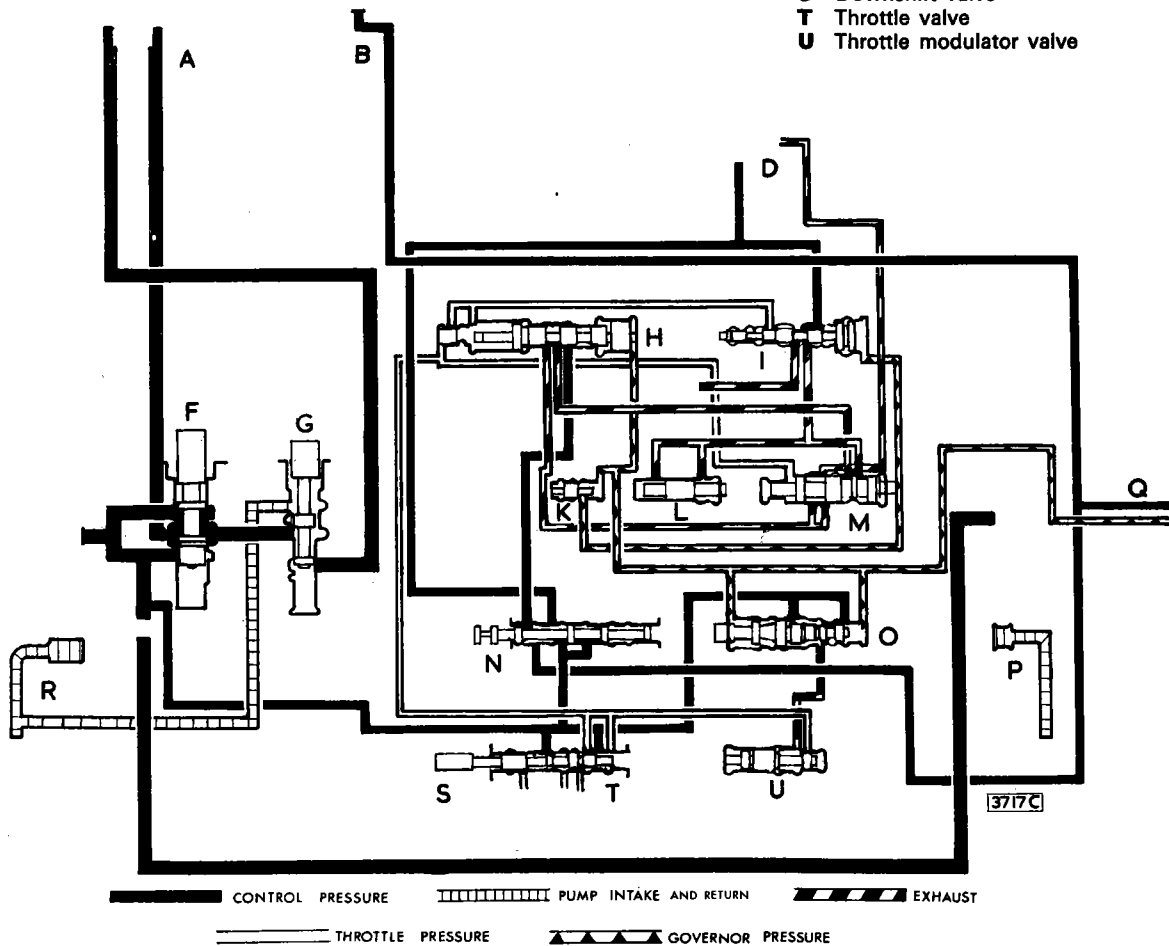 T Throttle valve
U Throttle modulator valve
A
B
D
H
I
F
G
K
L
M
Q
N
O
P
R
S
T
U
3717C
CONTROL PRESSURE
PUMP INTAKE AND RETURN
EXHAUST
THROTTLE PRESSURE
GOVERNOR PRESSURE